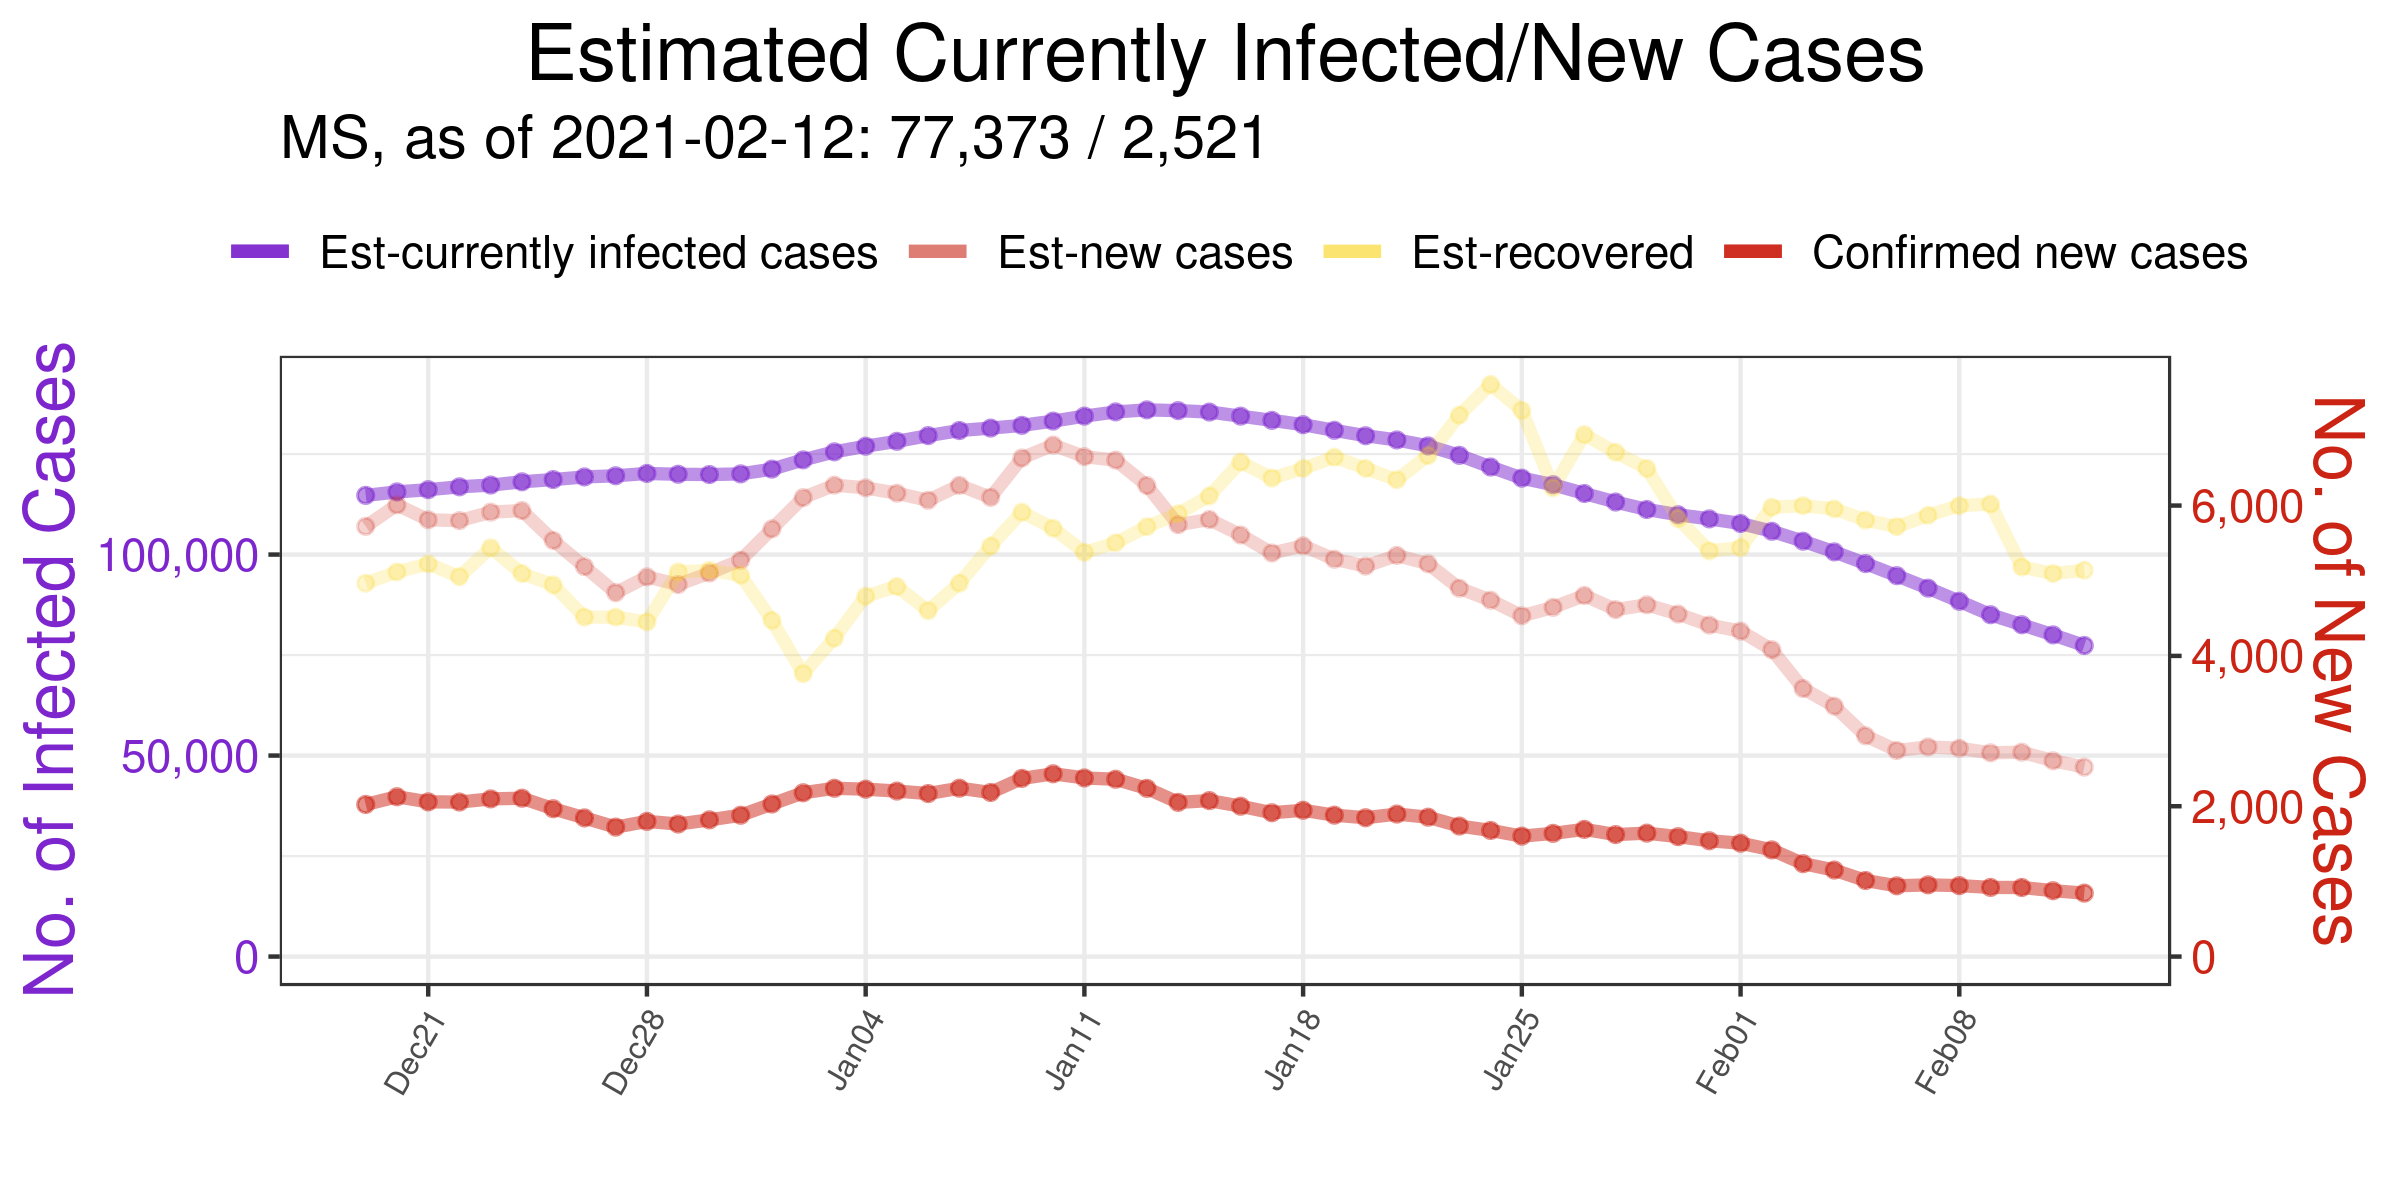 Estimated Currently Infected/New Cases
MS, as of 2021-02-12: 77,373 / 2,521
Est-currently infected cases Est-new cases Est-recovered Confirmed new cases
No. of Infected Cases
100,000
50,000
0
6,000
4,000
2,000
0
No. of New Cases
Dec21 Dec28 Jan04 Jan11 Jan18 Jan25 Feb01 Feb08